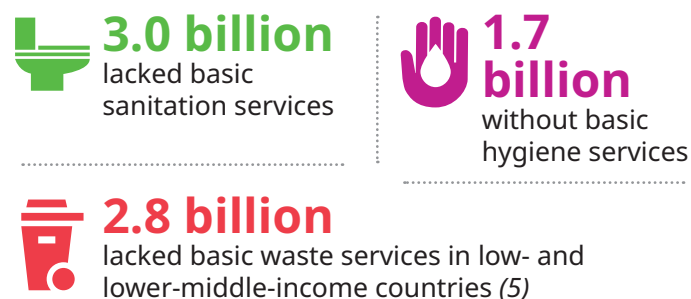 3.0 billion
lacked basic
sanitation services
1.7
billion
without basic
hygiene services
2.8 billion
lacked basic waste services in low- and
lower-middle-income countries (5)